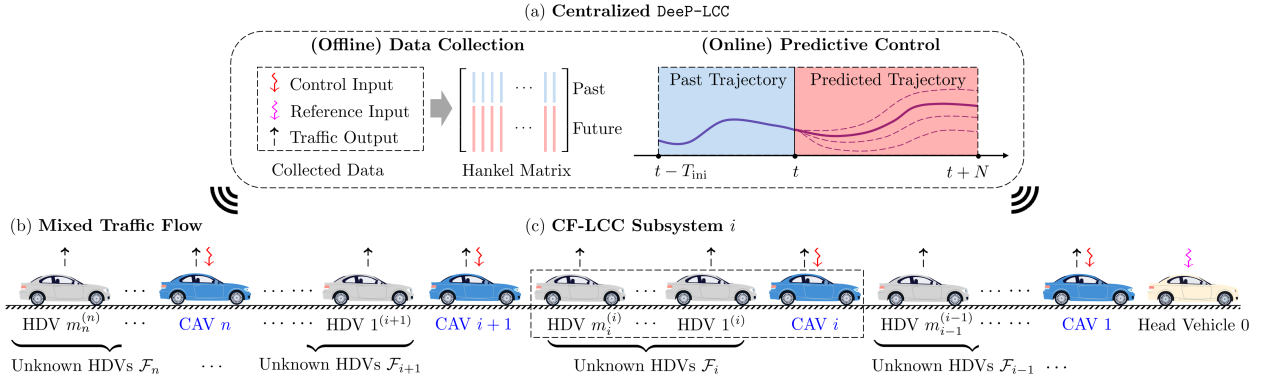 (a) Centralized DeeP-LCC
(Offline) Data Collection
(Online) Predictive Control
Control Input
Reference Input
Traffic Output
Collected Data
Past
Future
Hankel Matrix
Past Trajectory
Predicted Trajectory
t − T_ini
t
t + N
(b) Mixed Traffic Flow
(c) CF-LCC Subsystem i
HDV m_n^(n) ··· CAV n ······ HDV 1^(i+1) CAV i + 1 HDV m_i^(i) ··· HDV 1^(i) CAV i HDV m_{i−1}^(i−1) ······ CAV 1 Head Vehicle 0
Unknown HDVs ℱ_n ··· Unknown HDVs ℱ_{i+1} Unknown HDVs ℱ_i Unknown HDVs ℱ_{i−1} ···